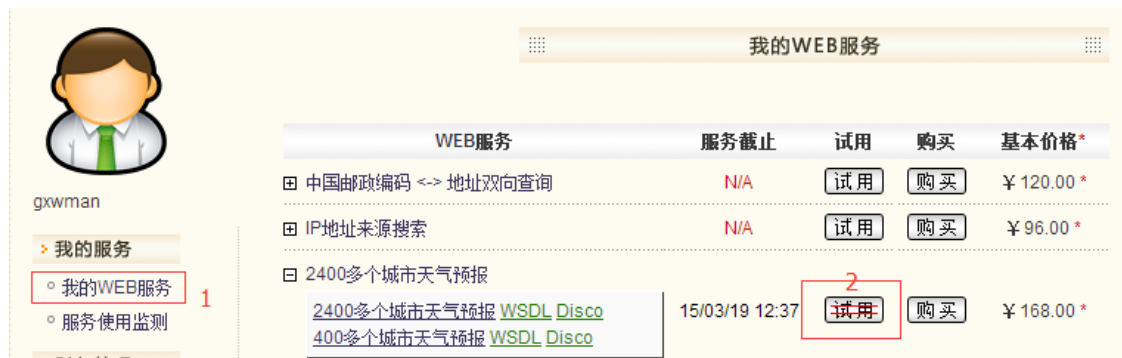 我的WEB服务
WEB服务 服务截止 试用 购买 基本价格*
中国邮政编码 <-> 地址双向查询 N/A 试用 购买 ¥ 120.00 *
gxwman
IP地址来源搜索 N/A 试用 购买 ¥ 96.00 *
我的服务
2400多个城市天气预报
我的WEB服务 1
2
2400多个城市天气预报 WSDL Disco 15/03/19 12:37 试用 购买 ¥ 168.00 *
服务使用监测
400多个城市天气预报 WSDL Disco